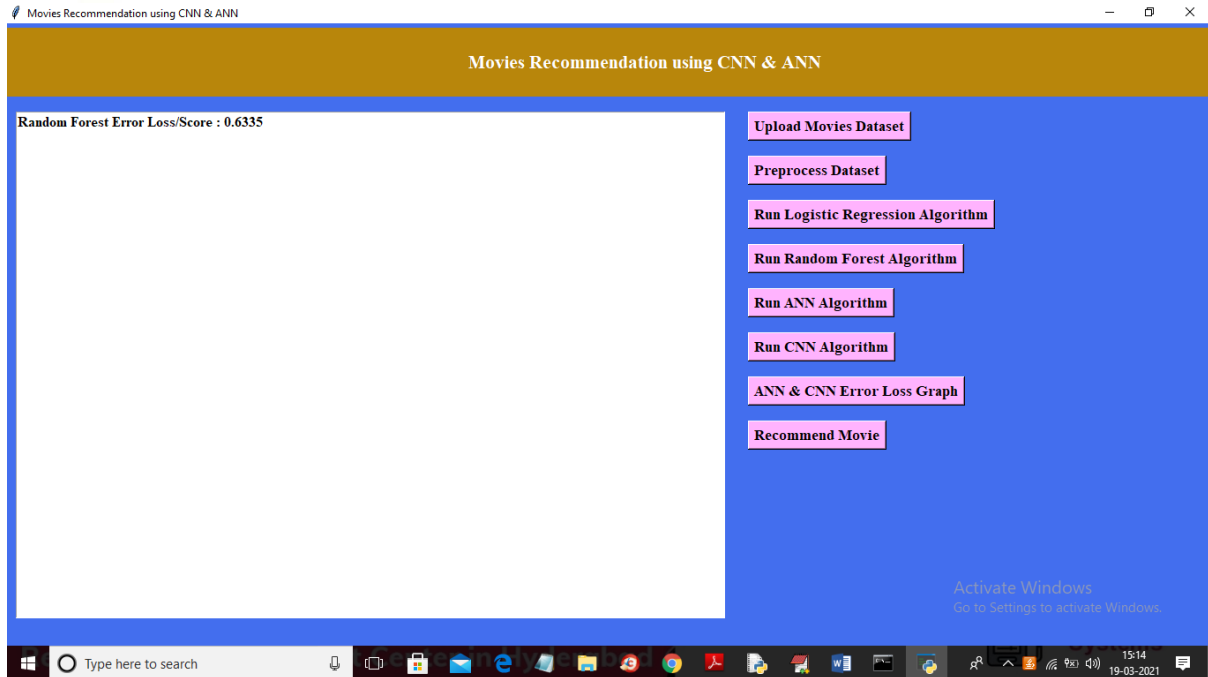 Movies Recommendation using CNN & ANN
Movies Recommendation using CNN & ANN
Random Forest Error Loss/Score : 0.6335
Upload Movies Dataset
Preprocess Dataset
Run Logistic Regression Algorithm
Run Random Forest Algorithm
Run ANN Algorithm
Run CNN Algorithm
ANN & CNN Error Loss Graph
Recommend Movie
Activate Windows
Go to Settings to activate Windows.
Type here to search
15:14
19-03-2021